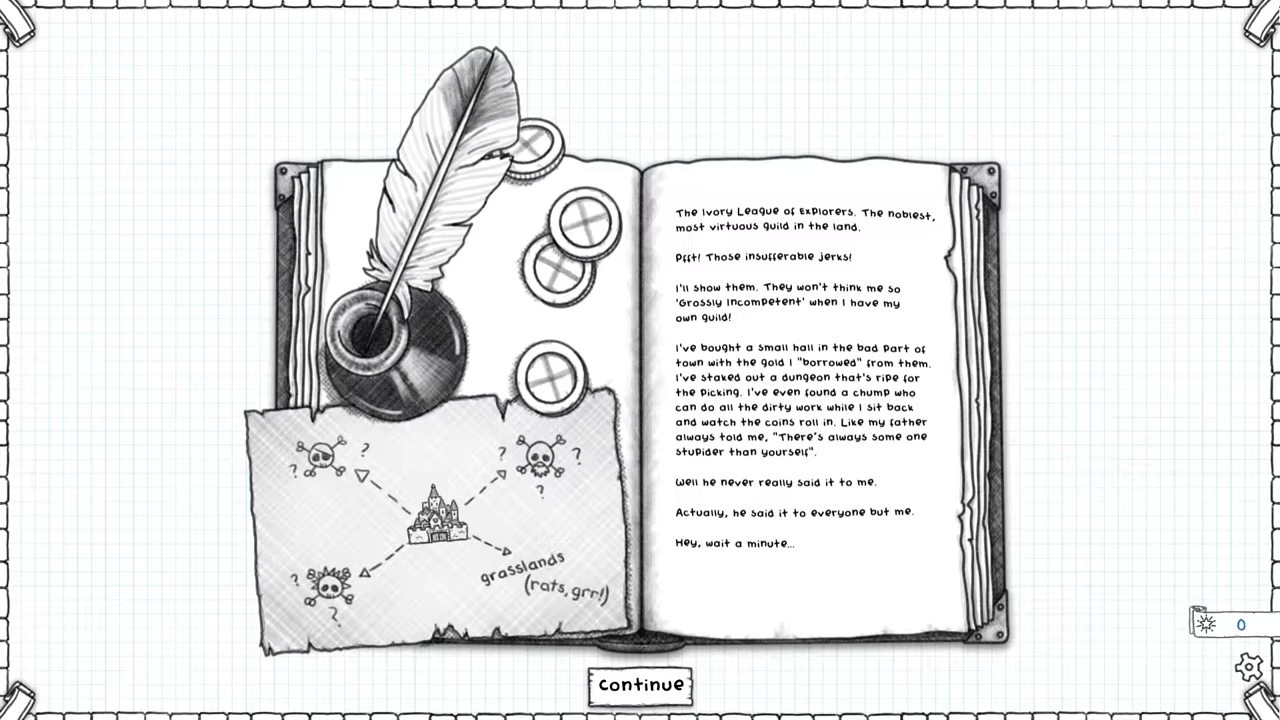 The Ivory League of Explorers. The noblest,
most virtuous guild in the land.
Pfft! Those insufferable jerks!
I'll show them. They won't think me so
'Grossly Incompetent' when I have my
own guild!
I've bought a small hall in the bad part of
town with the gold I "borrowed" from them.
I've staked out a dungeon that's ripe for
the picking. I've even found a chump who
can do all the dirty work while I sit back
and watch the coins roll in. Like my father
always told me, "There's always some one
stupider than yourself".
Well he never really said it to me.
Actually, he said it to everyone but me.
Hey, wait a minute...
? ?
? ? ?
? ?
grasslands
(rats, grr!)
0
continue